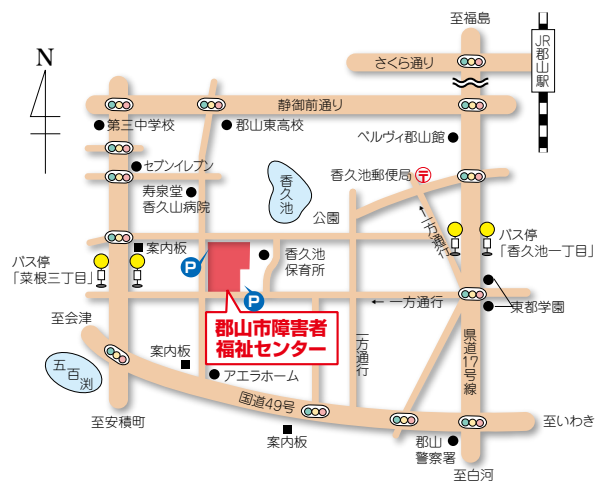 至福島
N
さくら通り
JR郡山駅
静御前通り
第三中学校
郡山東高校
ベルヴィ郡山館
セブンイレブン
寿泉堂
香久山病院
香久池
香久池郵便局
公園
一方通行
バス停
「香久池一丁目」
案内板
バス停
「菜根三丁目」
P
香久池
保育所
P
←一方通行
東都学園
郡山市障害者
福祉センター
至会津
一方通行
県道17号線
五百渕
案内板
アエラホーム
国道49号
至安積町
案内板
郡山
警察署
至いわき
至白河